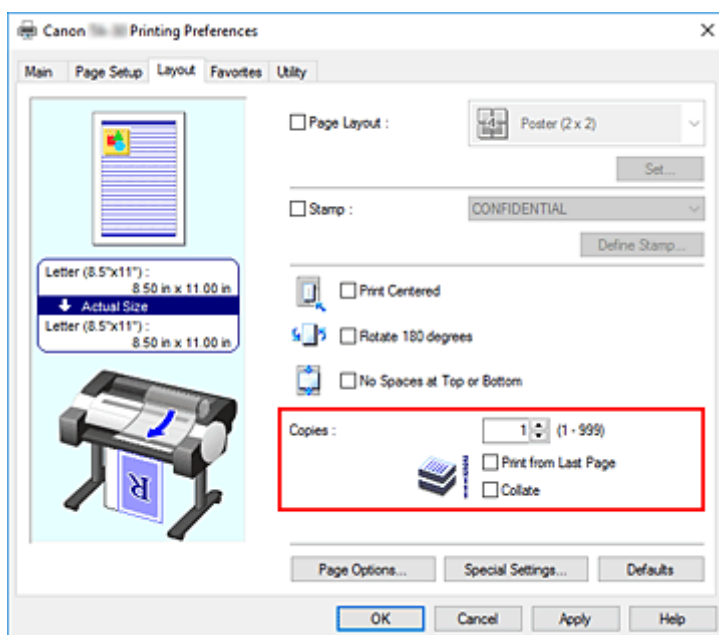 Canon Printing Preferences
Main Page Setup Layout Favorites Utility
Page Layout : Poster (2 x 2)
Set...
Stamp : CONFIDENTIAL
Define Stamp...
Letter (8.5"x11") :
8.50 in x 11.00 in
Actual Size
Letter (8.5"x11") :
8.50 in x 11.00 in
Print Centered
Rotate 180 degrees
No Spaces at Top or Bottom
Copies : 1 (1 - 999)
Print from Last Page
Collate
R
Page Options... Special Settings... Defaults
OK Cancel Apply Help